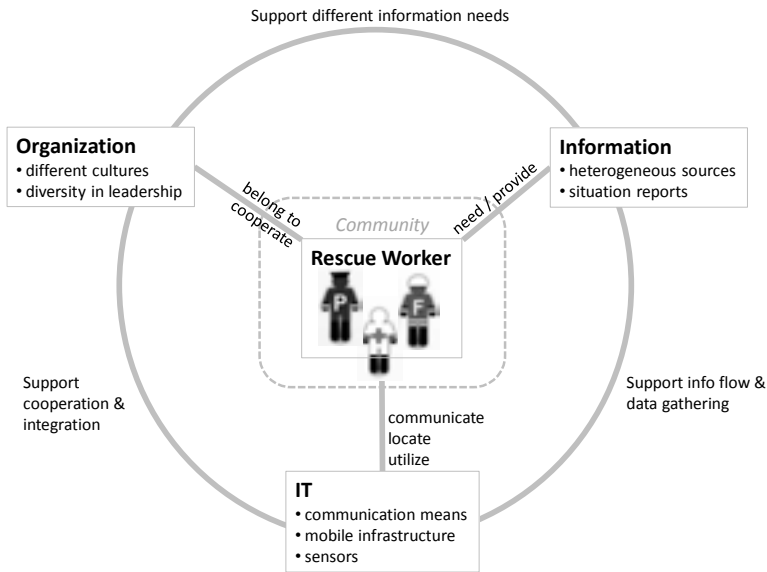 Support different information needs
Organization
• different cultures
• diversity in leadership
Information
• heterogeneous sources
• situation reports
belong to
cooperate
need / provide
Community
Rescue Worker
P
F
Support
cooperation &
integration
Support info flow &
data gathering
communicate
locate
utilize
IT
• communication means
• mobile infrastructure
• sensors